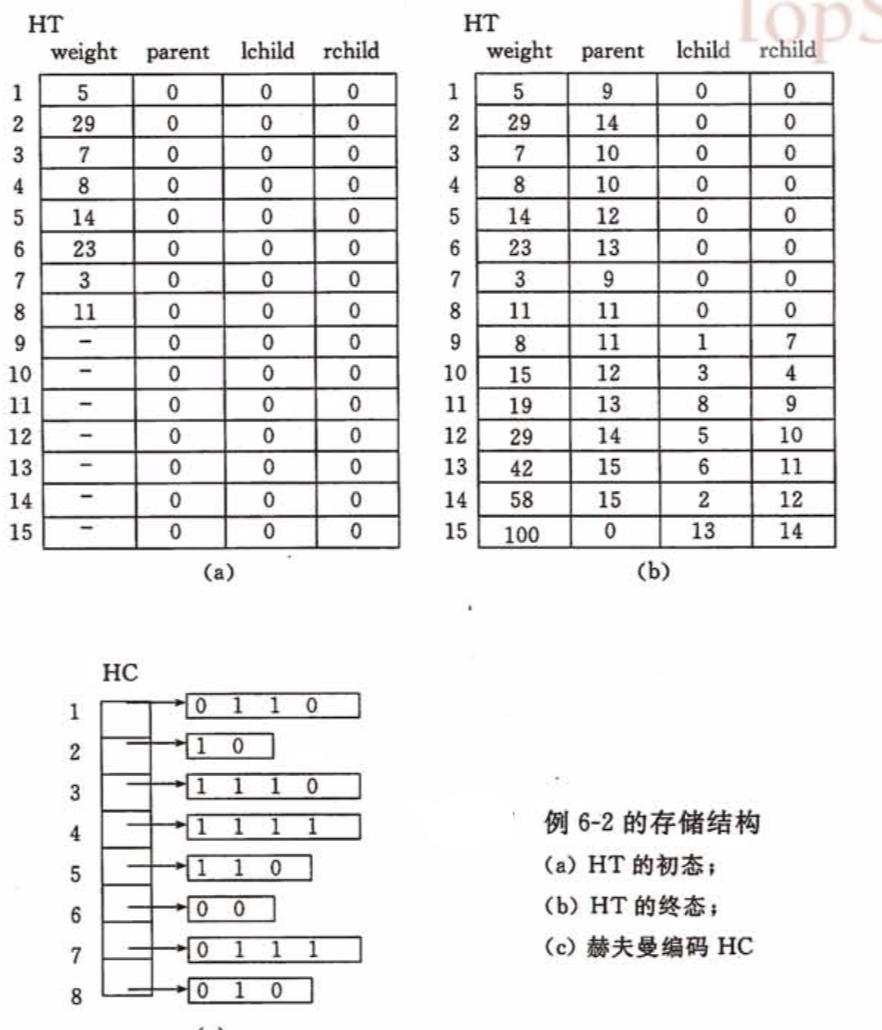 HT
weight parent lchild rchild
1 5 0 0 0
2 29 0 0 0
3 7 0 0 0
4 8 0 0 0
5 14 0 0 0
6 23 0 0 0
7 3 0 0 0
8 11 0 0 0
9 - 0 0 0
10 - 0 0 0
11 - 0 0 0
12 - 0 0 0
13 - 0 0 0
14 - 0 0 0
15 - 0 0 0
(a)
HT
weight parent lchild rchild
1 5 9 0 0
2 29 14 0 0
3 7 10 0 0
4 8 10 0 0
5 14 12 0 0
6 23 13 0 0
7 3 9 0 0
8 11 11 0 0
9 8 11 1 7
10 15 12 3 4
11 19 13 8 9
12 29 14 5 10
13 42 15 6 11
14 58 15 2 12
15 100 0 13 14
(b)
HC
1 0 1 1 0
2 1 0
3 1 1 1 0
4 1 1 1 1
5 1 1 0
6 0 0
7 0 1 1 1
8 0 1 0
例 6-2 的存储结构
(a) HT 的初态;
(b) HT 的终态;
(c) 赫夫曼编码 HC